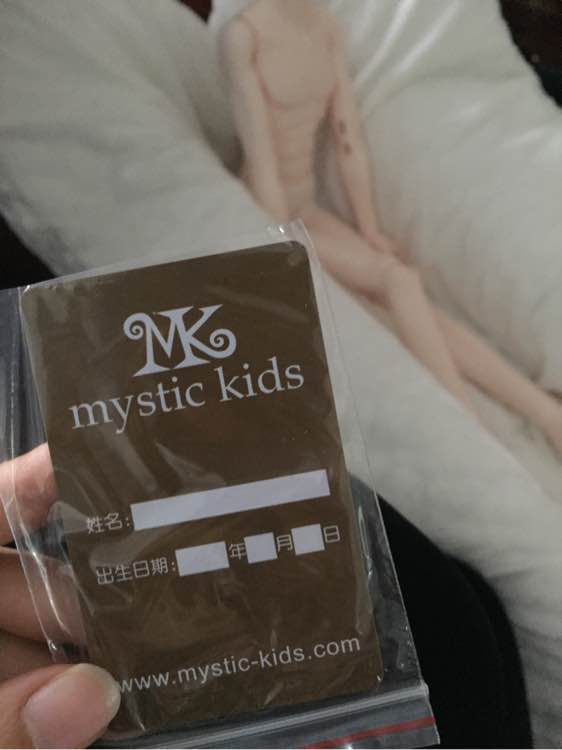 MK
mystic kids
姓名:
出生日期: 年 月 日
www.mystic-kids.com